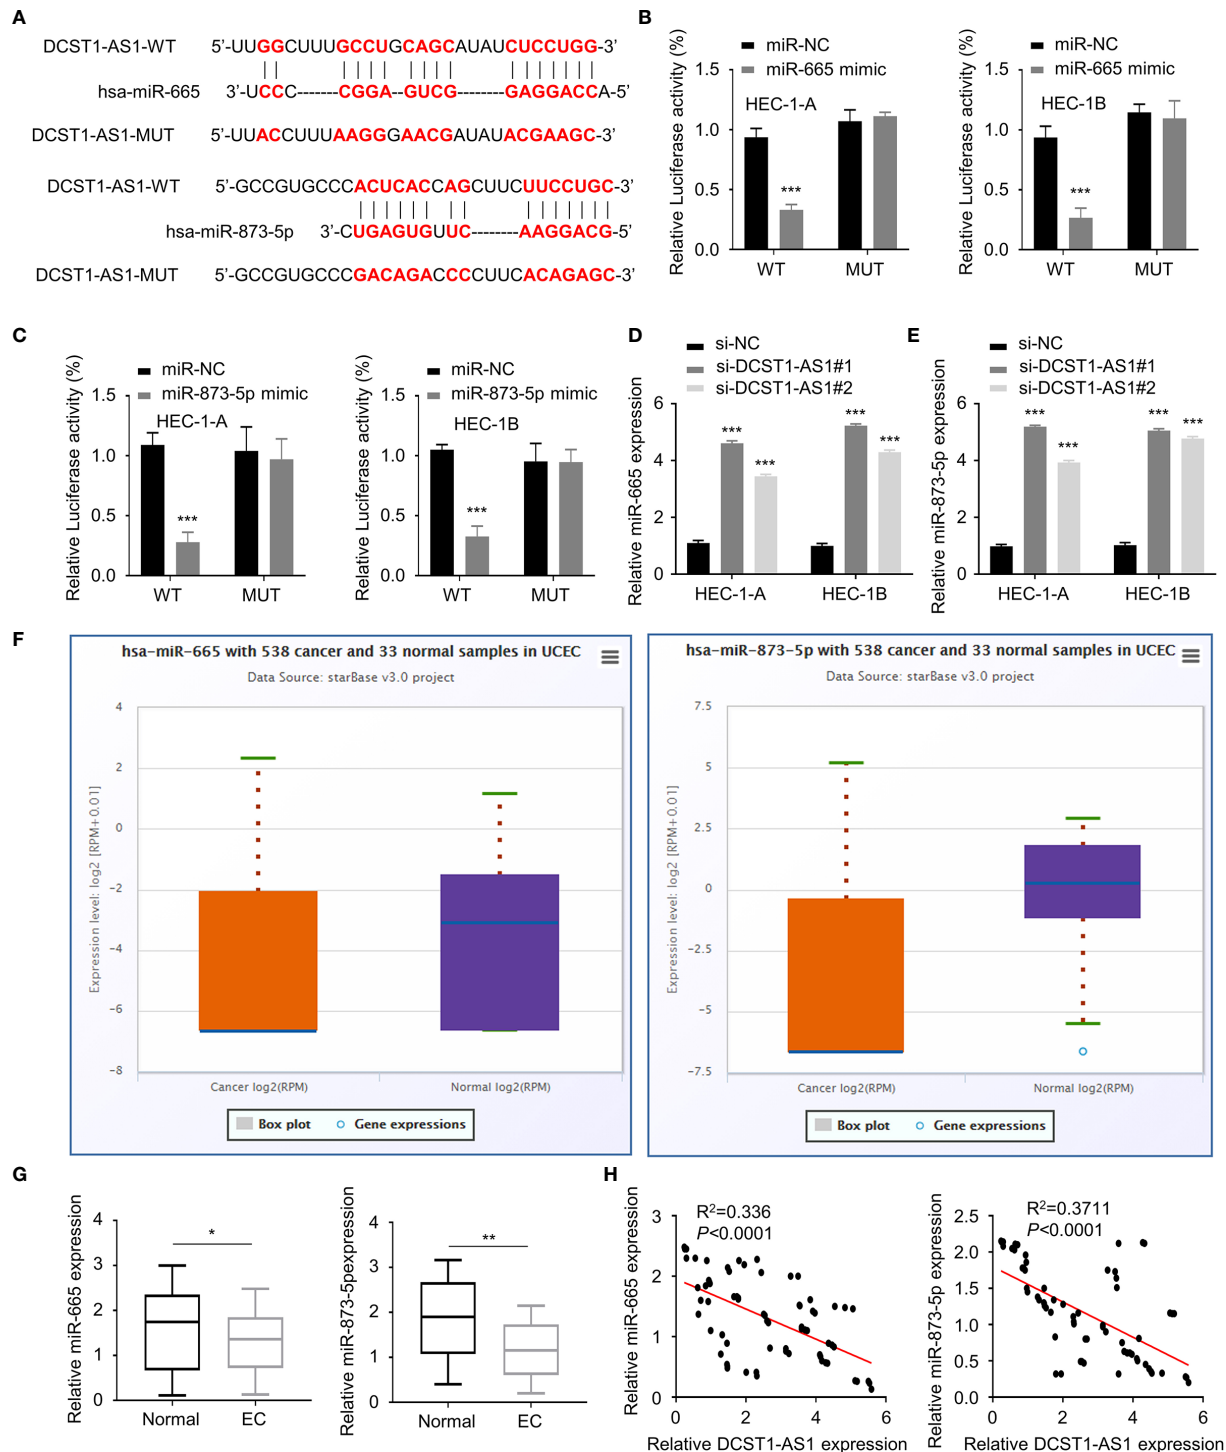 A
DCST1-AS1-WT 5’-UUGGCUUUGCCUGCAGCAUAUCUCCUGG-3’
hsa-miR-665 3’-UCCC-------CGGA--GUCG--------GAGGACCA-5’
DCST1-AS1-MUT 5’-UUACCUUUAAGGGAACGAUAUACGAAGC-3’
DCST1-AS1-WT 5’-GCCGUGCCCACUCACCAGCUUCUUCCUGC-3’
hsa-miR-873-5p 3’-CUGAGUGUUC--------AAGGACG-5’
DCST1-AS1-MUT 5’-GCCGUGCCCGACAGACCCCUUCACAGAGC-3’
B
Relative Luciferase activity (%)
miR-NC
miR-665 mimic
HEC-1-A
1.5
1.0
0.5
0.0
***
WT MUT
Relative Luciferase activity (%)
miR-NC
miR-665 mimic
HEC-1B
1.5
1.0
0.5
0.0
***
WT MUT
C
Relative Luciferase activity (%)
miR-NC
miR-873-5p mimic
HEC-1-A
1.5
1.0
0.5
0.0
***
WT MUT
Relative Luciferase activity (%)
miR-NC
miR-873-5p mimic
HEC-1B
1.5
1.0
0.5
0.0
***
WT MUT
D
si-NC
si-DCST1-AS1#1
si-DCST1-AS1#2
Relative miR-665 expression
6
4
2
0
*** *** *** ***
HEC-1-A HEC-1B
E
si-NC
si-DCST1-AS1#1
si-DCST1-AS1#2
Relative miR-873-5p expression
6
4
2
0
*** *** *** ***
HEC-1-A HEC-1B
F
hsa-miR-665 with 538 cancer and 33 normal samples in UCEC
Data Source: starBase v3.0 project
Expression level: log2 [RPM+0.01]
4
2
0
-2
-4
-6
-8
Cancer log2(RPM) Normal log2(RPM)
Box plot Gene expressions
hsa-miR-873-5p with 538 cancer and 33 normal samples in UCEC
Data Source: starBase v3.0 project
Expression level: log2 [RPM+0.01]
7.5
5
2.5
0
-2.5
-5
-7.5
Cancer log2(RPM) Normal log2(RPM)
Box plot Gene expressions
G
Relative miR-665 expression
4
3
2
1
0
*
Normal EC
Relative miR-873-5pexpression
4
3
2
1
0
**
Normal EC
H
Relative miR-665 expression
R²=0.336
P<0.0001
3
2
1
0
0 2 4 6
Relative DCST1-AS1 expression
Relative miR-873-5p expression
R²=0.3711
P<0.0001
2.5
2.0
1.5
1.0
0.5
0.0
0 2 4 6
Relative DCST1-AS1 expression